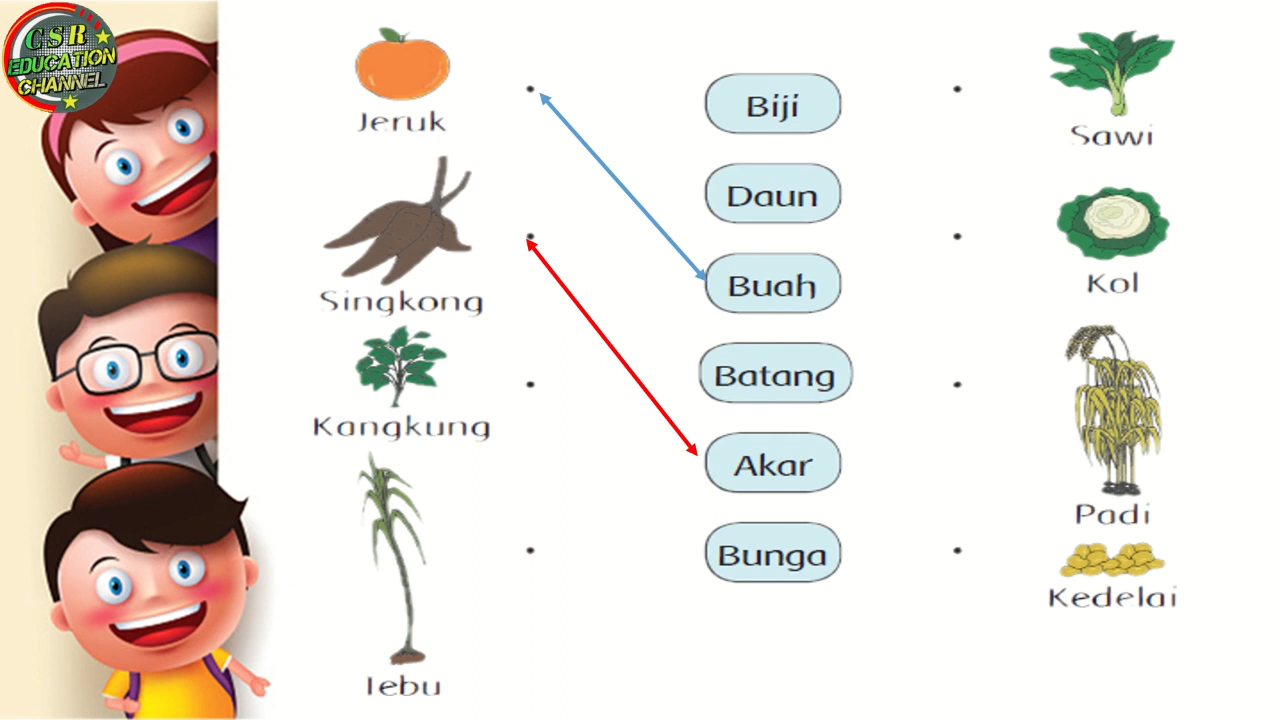 CSR
EDUCATION
CHANNEL
Jeruk
Singkong
Kangkung
Tebu
Biji
Daun
Buah
Batang
Akar
Bunga
Sawi
Kol
Padi
Kedelai